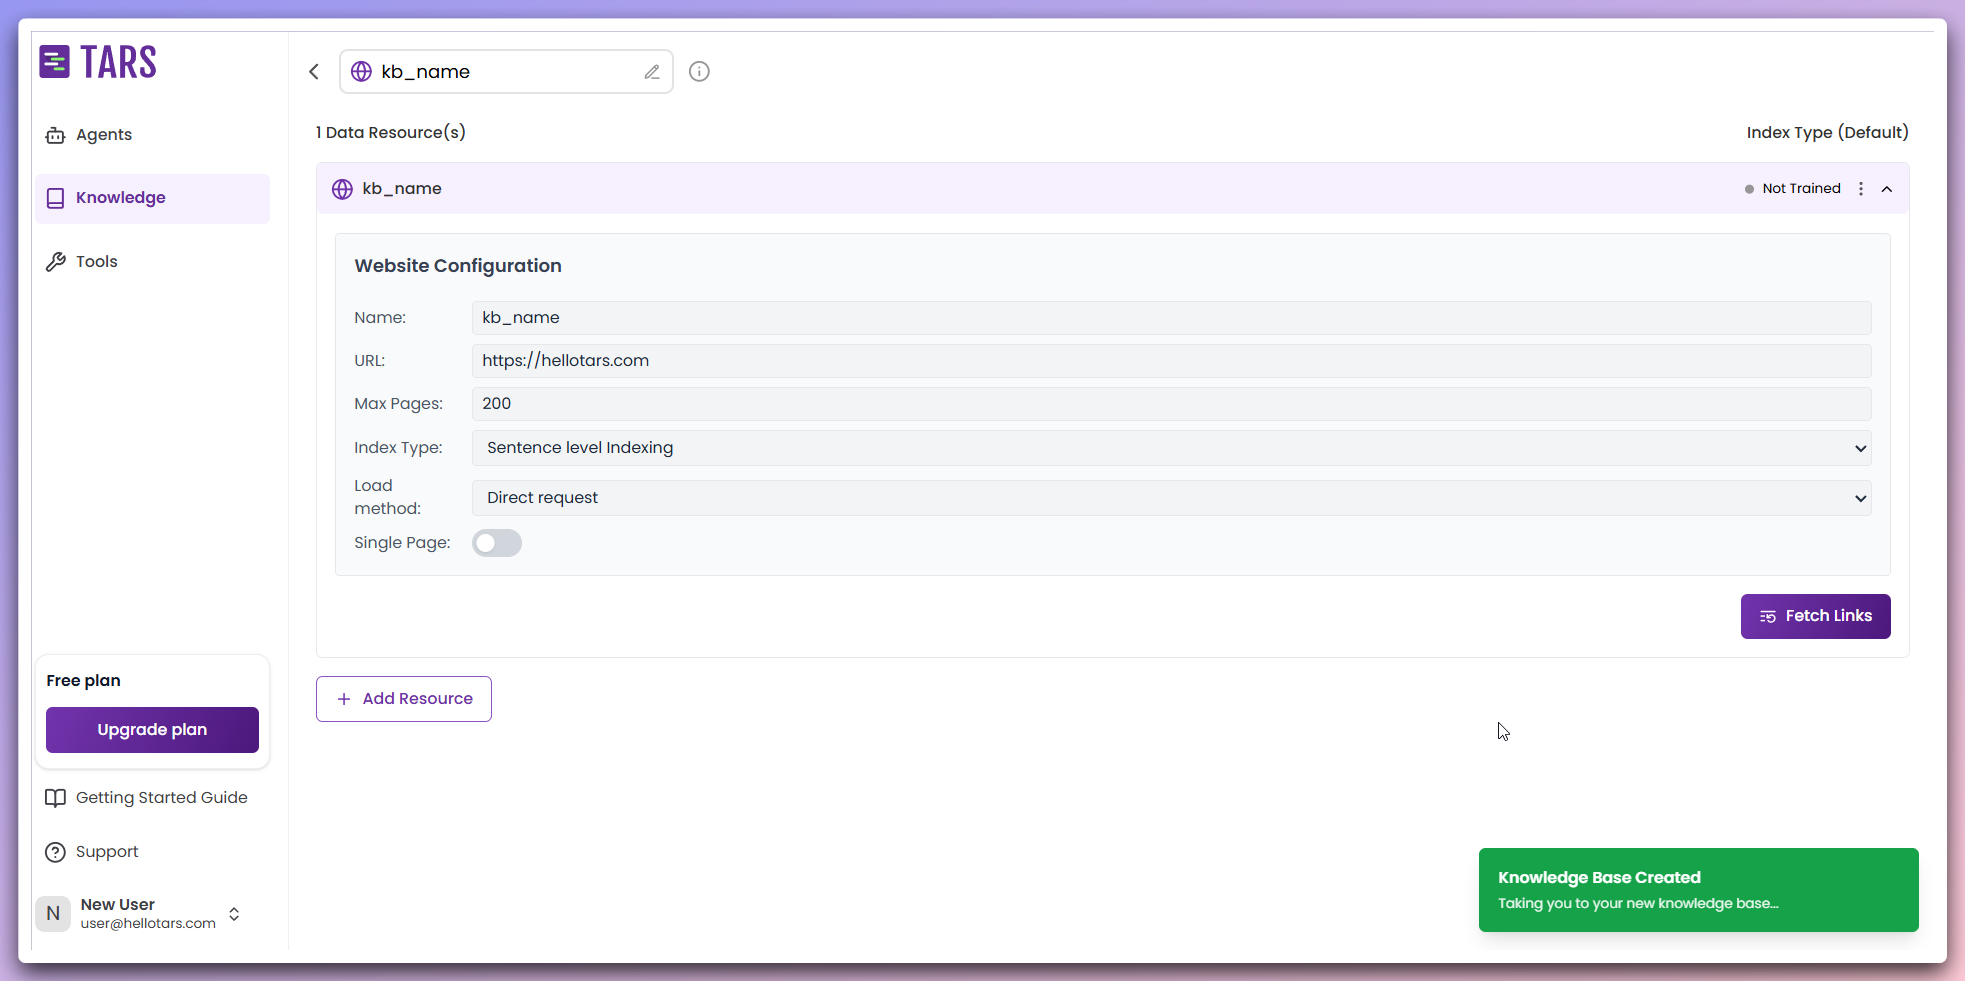 TARS
Agents
Knowledge
Tools
Free plan
Upgrade plan
Getting Started Guide
Support
N
New User
user@hellotars.com
kb_name
1 Data Resource(s)
Index Type (Default)
kb_name
Not Trained
Website Configuration
Name:
kb_name
URL:
https://hellotars.com
Max Pages:
200
Index Type:
Sentence level Indexing
Load
method:
Direct request
Single Page:
Fetch Links
Add Resource
Knowledge Base Created
Taking you to your new knowledge base...